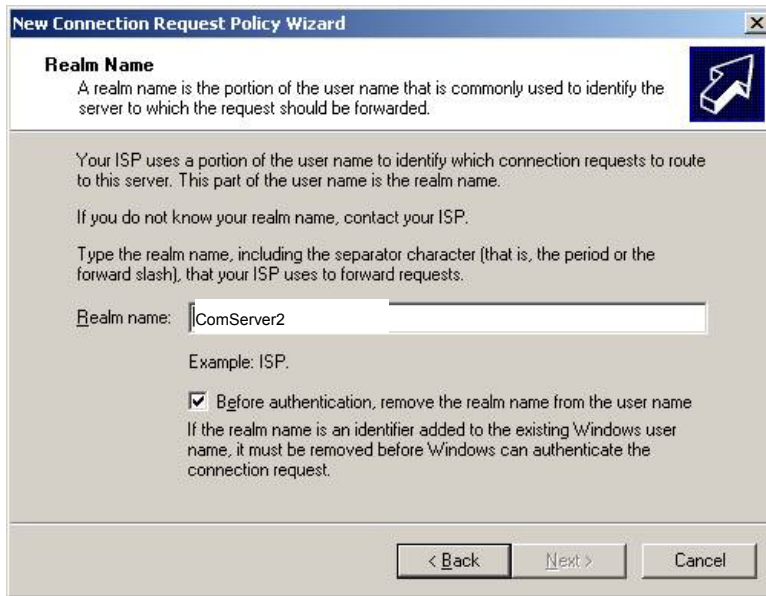 New Connection Request Policy Wizard
Realm Name
A realm name is the portion of the user name that is commonly used to identify the
server to which the request should be forwarded.
Your ISP uses a portion of the user name to identify which connection requests to route
to this server. This part of the user name is the realm name.
If you do not know your realm name, contact your ISP.
Type the realm name, including the separator character (that is, the period or the
forward slash), that your ISP uses to forward requests.
Realm name: ComServer2
Example: ISP.
Before authentication, remove the realm name from the user name
If the realm name is an identifier added to the existing Windows user
name, it must be removed before Windows can authenticate the
connection request.
< Back Next > Cancel